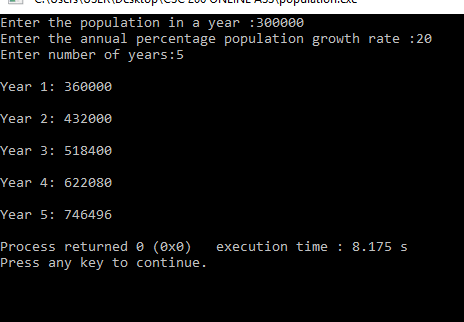 C:\Users\USER\Desktop\CSC 200 ONLINE ASS\population.exe
Enter the population in a year :300000
Enter the annual percentage population growth rate :20
Enter number of years:5
Year 1: 360000
Year 2: 432000
Year 3: 518400
Year 4: 622080
Year 5: 746496
Process returned 0 (0x0)   execution time : 8.175 s
Press any key to continue.